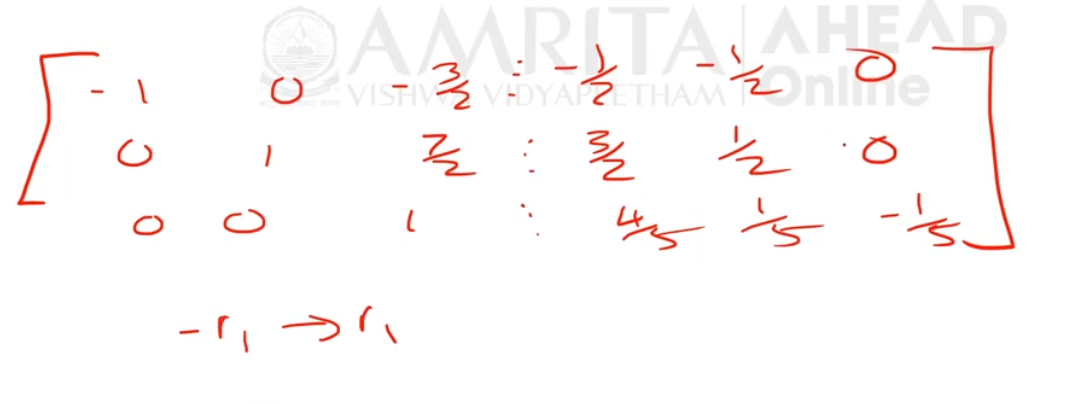 AMRITA AHEAD
VISHWA VIDYAPEETHAM Online
-1 0 -3/2 ⋮ -1/2 -1/2 0
0 1 7/2 ⋮ 3/2 1/2 0
0 0 1 ⋮ 4/5 1/5 -1/5
-r₁ → r₁